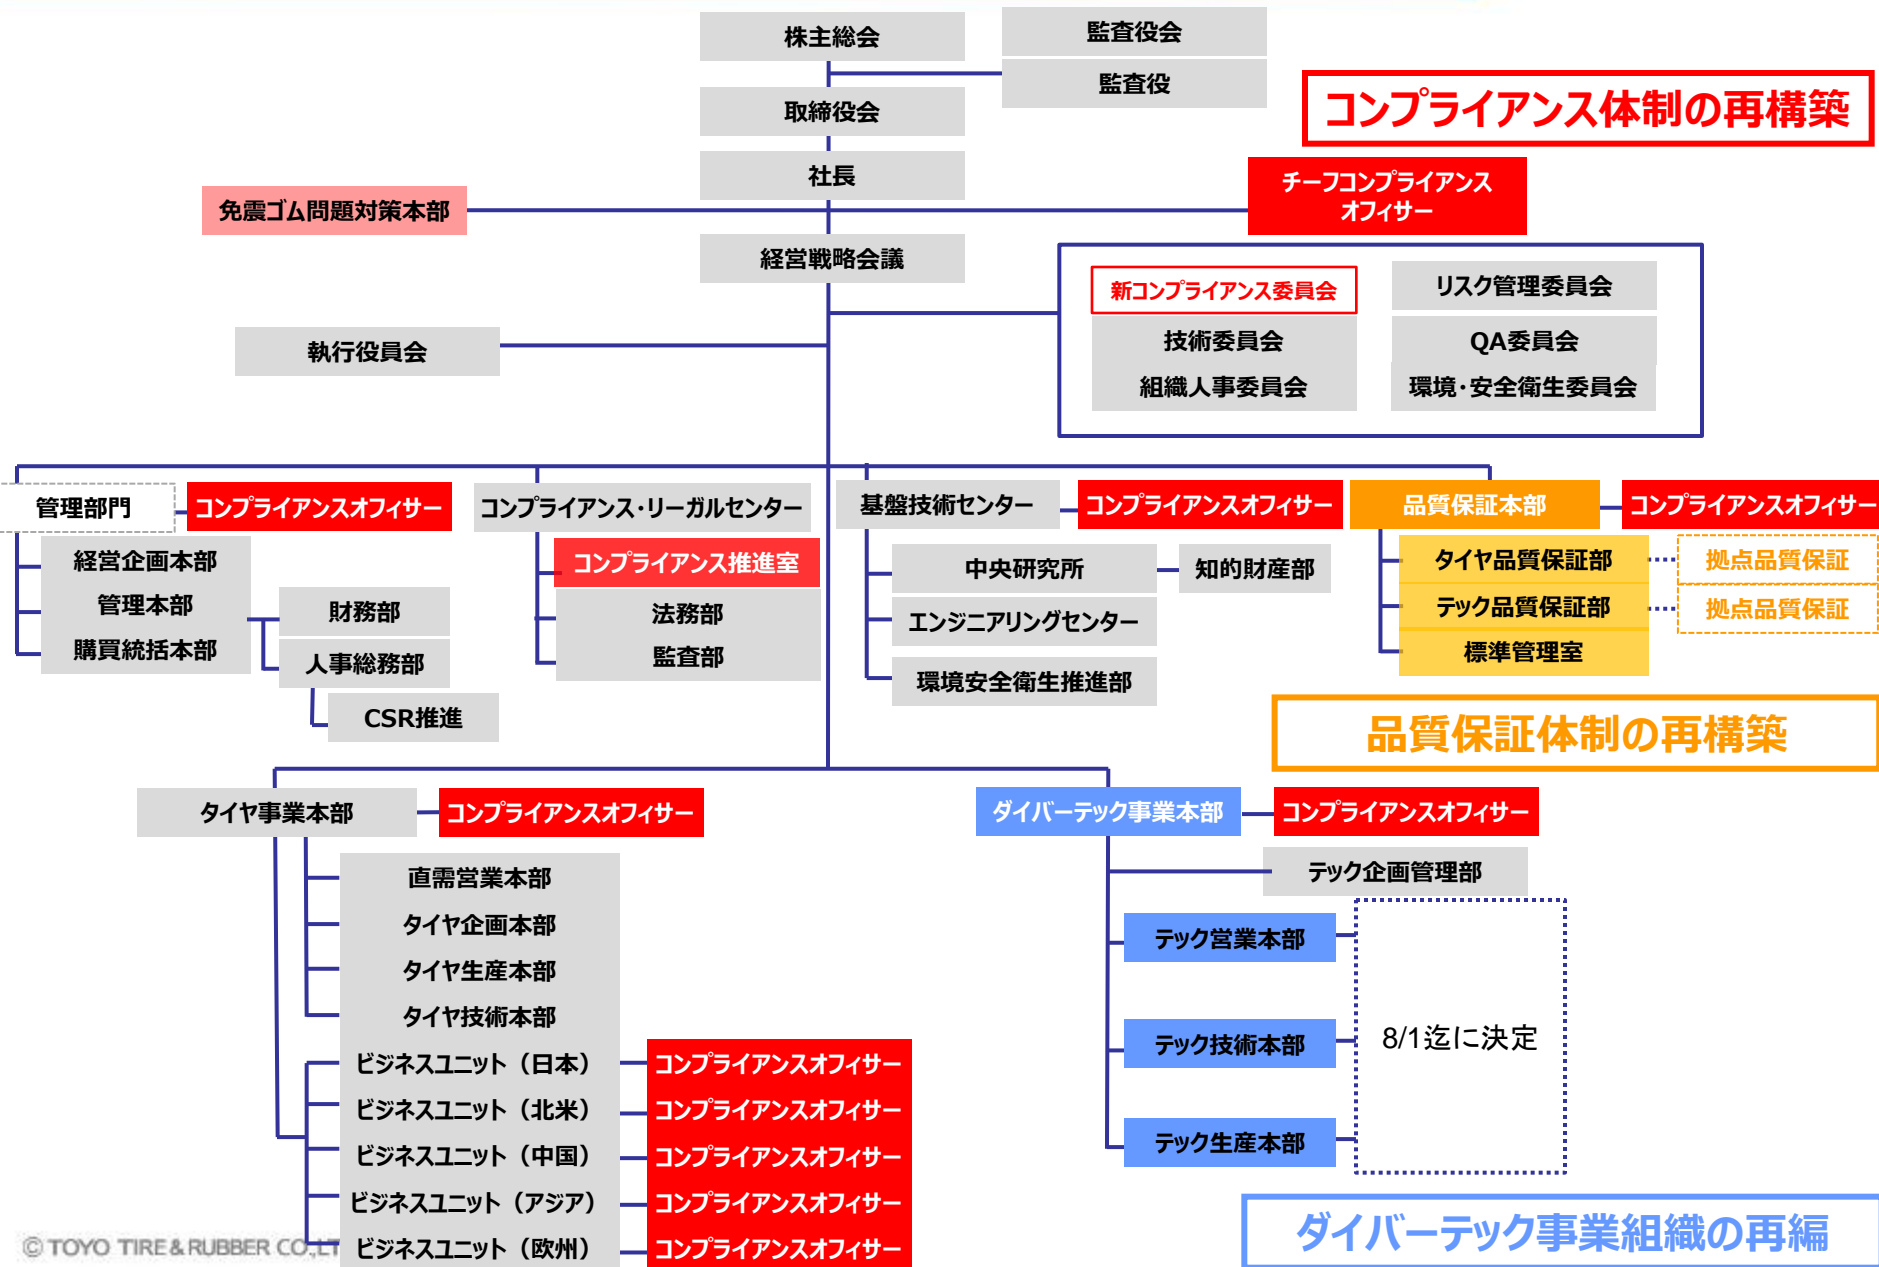 株主総会
監査役会
監査役
コンプライアンス体制の再構築
取締役会
社長
チーフコンプライアンス
オフィサー
免震ゴム問題対策本部
経営戦略会議
新コンプライアンス委員会
リスク管理委員会
技術委員会
QA委員会
組織人事委員会
環境・安全衛生委員会
執行役員会
管理部門
コンプライアンスオフィサー
コンプライアンス・リーガルセンター
基盤技術センター
コンプライアンスオフィサー
品質保証本部
コンプライアンスオフィサー
経営企画本部
管理本部
購買統括本部
財務部
人事総務部
CSR推進
コンプライアンス推進室
法務部
監査部
中央研究所
知的財産部
エンジニアリングセンター
環境安全衛生推進部
タイヤ品質保証部
拠点品質保証
テック品質保証部
拠点品質保証
標準管理室
品質保証体制の再構築
タイヤ事業本部
コンプライアンスオフィサー
直需営業本部
タイヤ企画本部
タイヤ生産本部
タイヤ技術本部
ビジネスユニット（日本）
コンプライアンスオフィサー
ビジネスユニット（北米）
コンプライアンスオフィサー
ビジネスユニット（中国）
コンプライアンスオフィサー
ビジネスユニット（アジア）
コンプライアンスオフィサー
ビジネスユニット（欧州）
コンプライアンスオフィサー
ダイバーテック事業本部
コンプライアンスオフィサー
テック企画管理部
テック営業本部
テック技術本部
テック生産本部
8/1迄に決定
ダイバーテック事業組織の再編
© TOYO TIRE & RUBBER CO.,LT